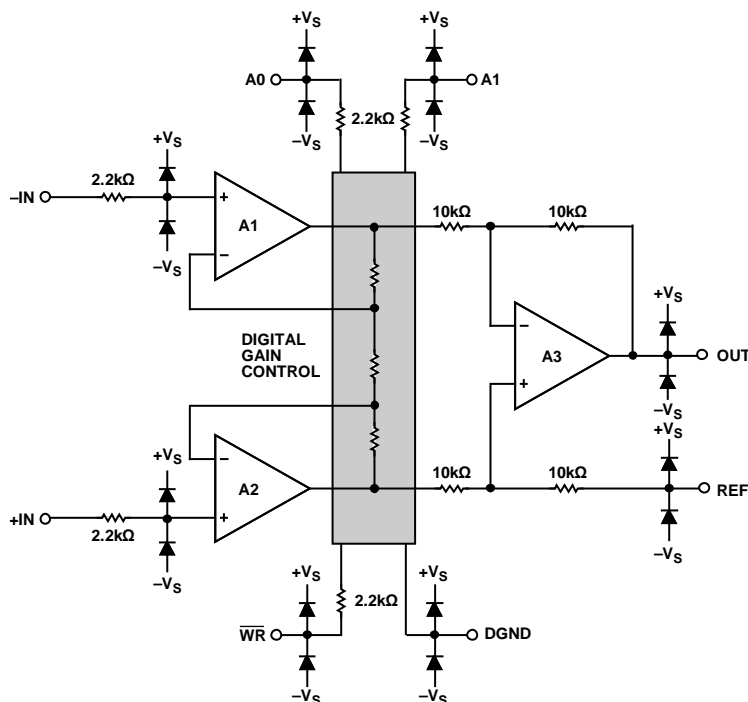 +VS +VS
A0 A1
2.2kΩ
–VS –VS
+VS
2.2kΩ
–IN
+
A1
–
–VS
10kΩ 10kΩ
+VS
DIGITAL
GAIN
CONTROL
–
A3
+
OUT
–VS
+VS
–
A2
+
+VS
+IN
2.2kΩ
–VS
10kΩ 10kΩ
REF
–VS
+VS 2.2kΩ +VS
WR DGND
–VS –VS